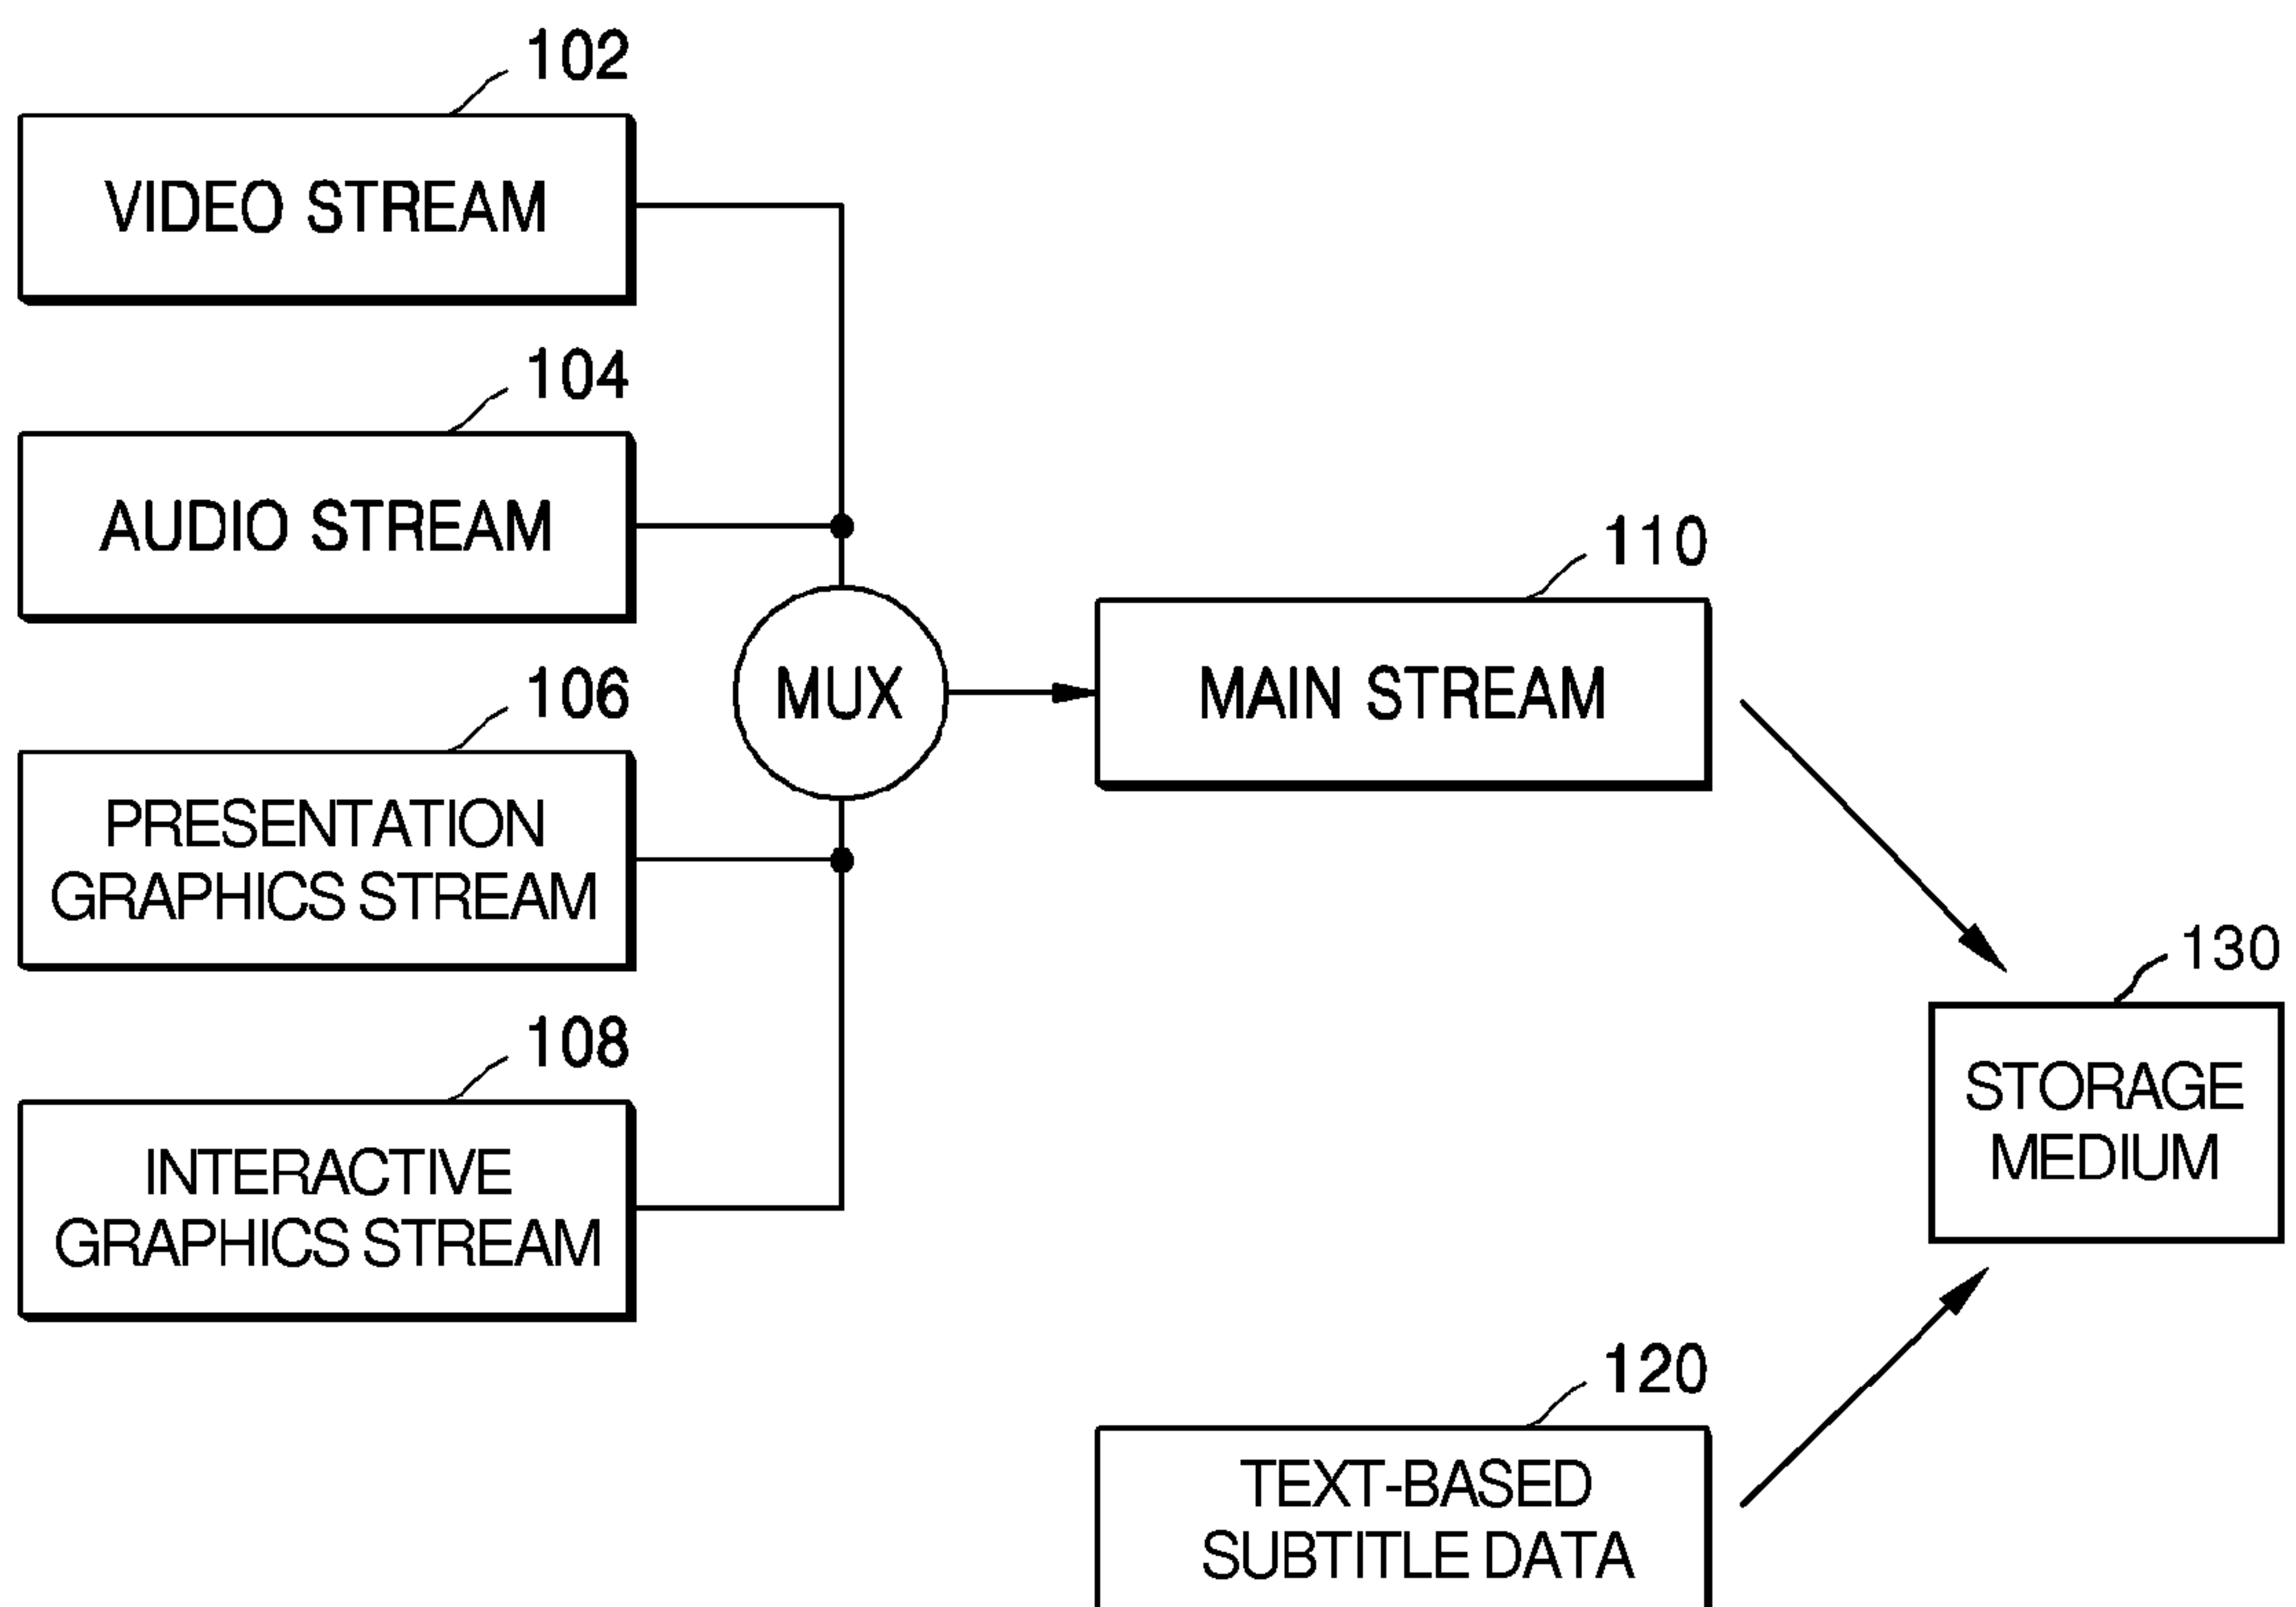 102
VIDEO STREAM
104
AUDIO STREAM
110
106
MUX
MAIN STREAM
PRESENTATION
GRAPHICS STREAM
130
108
STORAGE
MEDIUM
INTERACTIVE
GRAPHICS STREAM
120
TEXT-BASED
SUBTITLE DATA